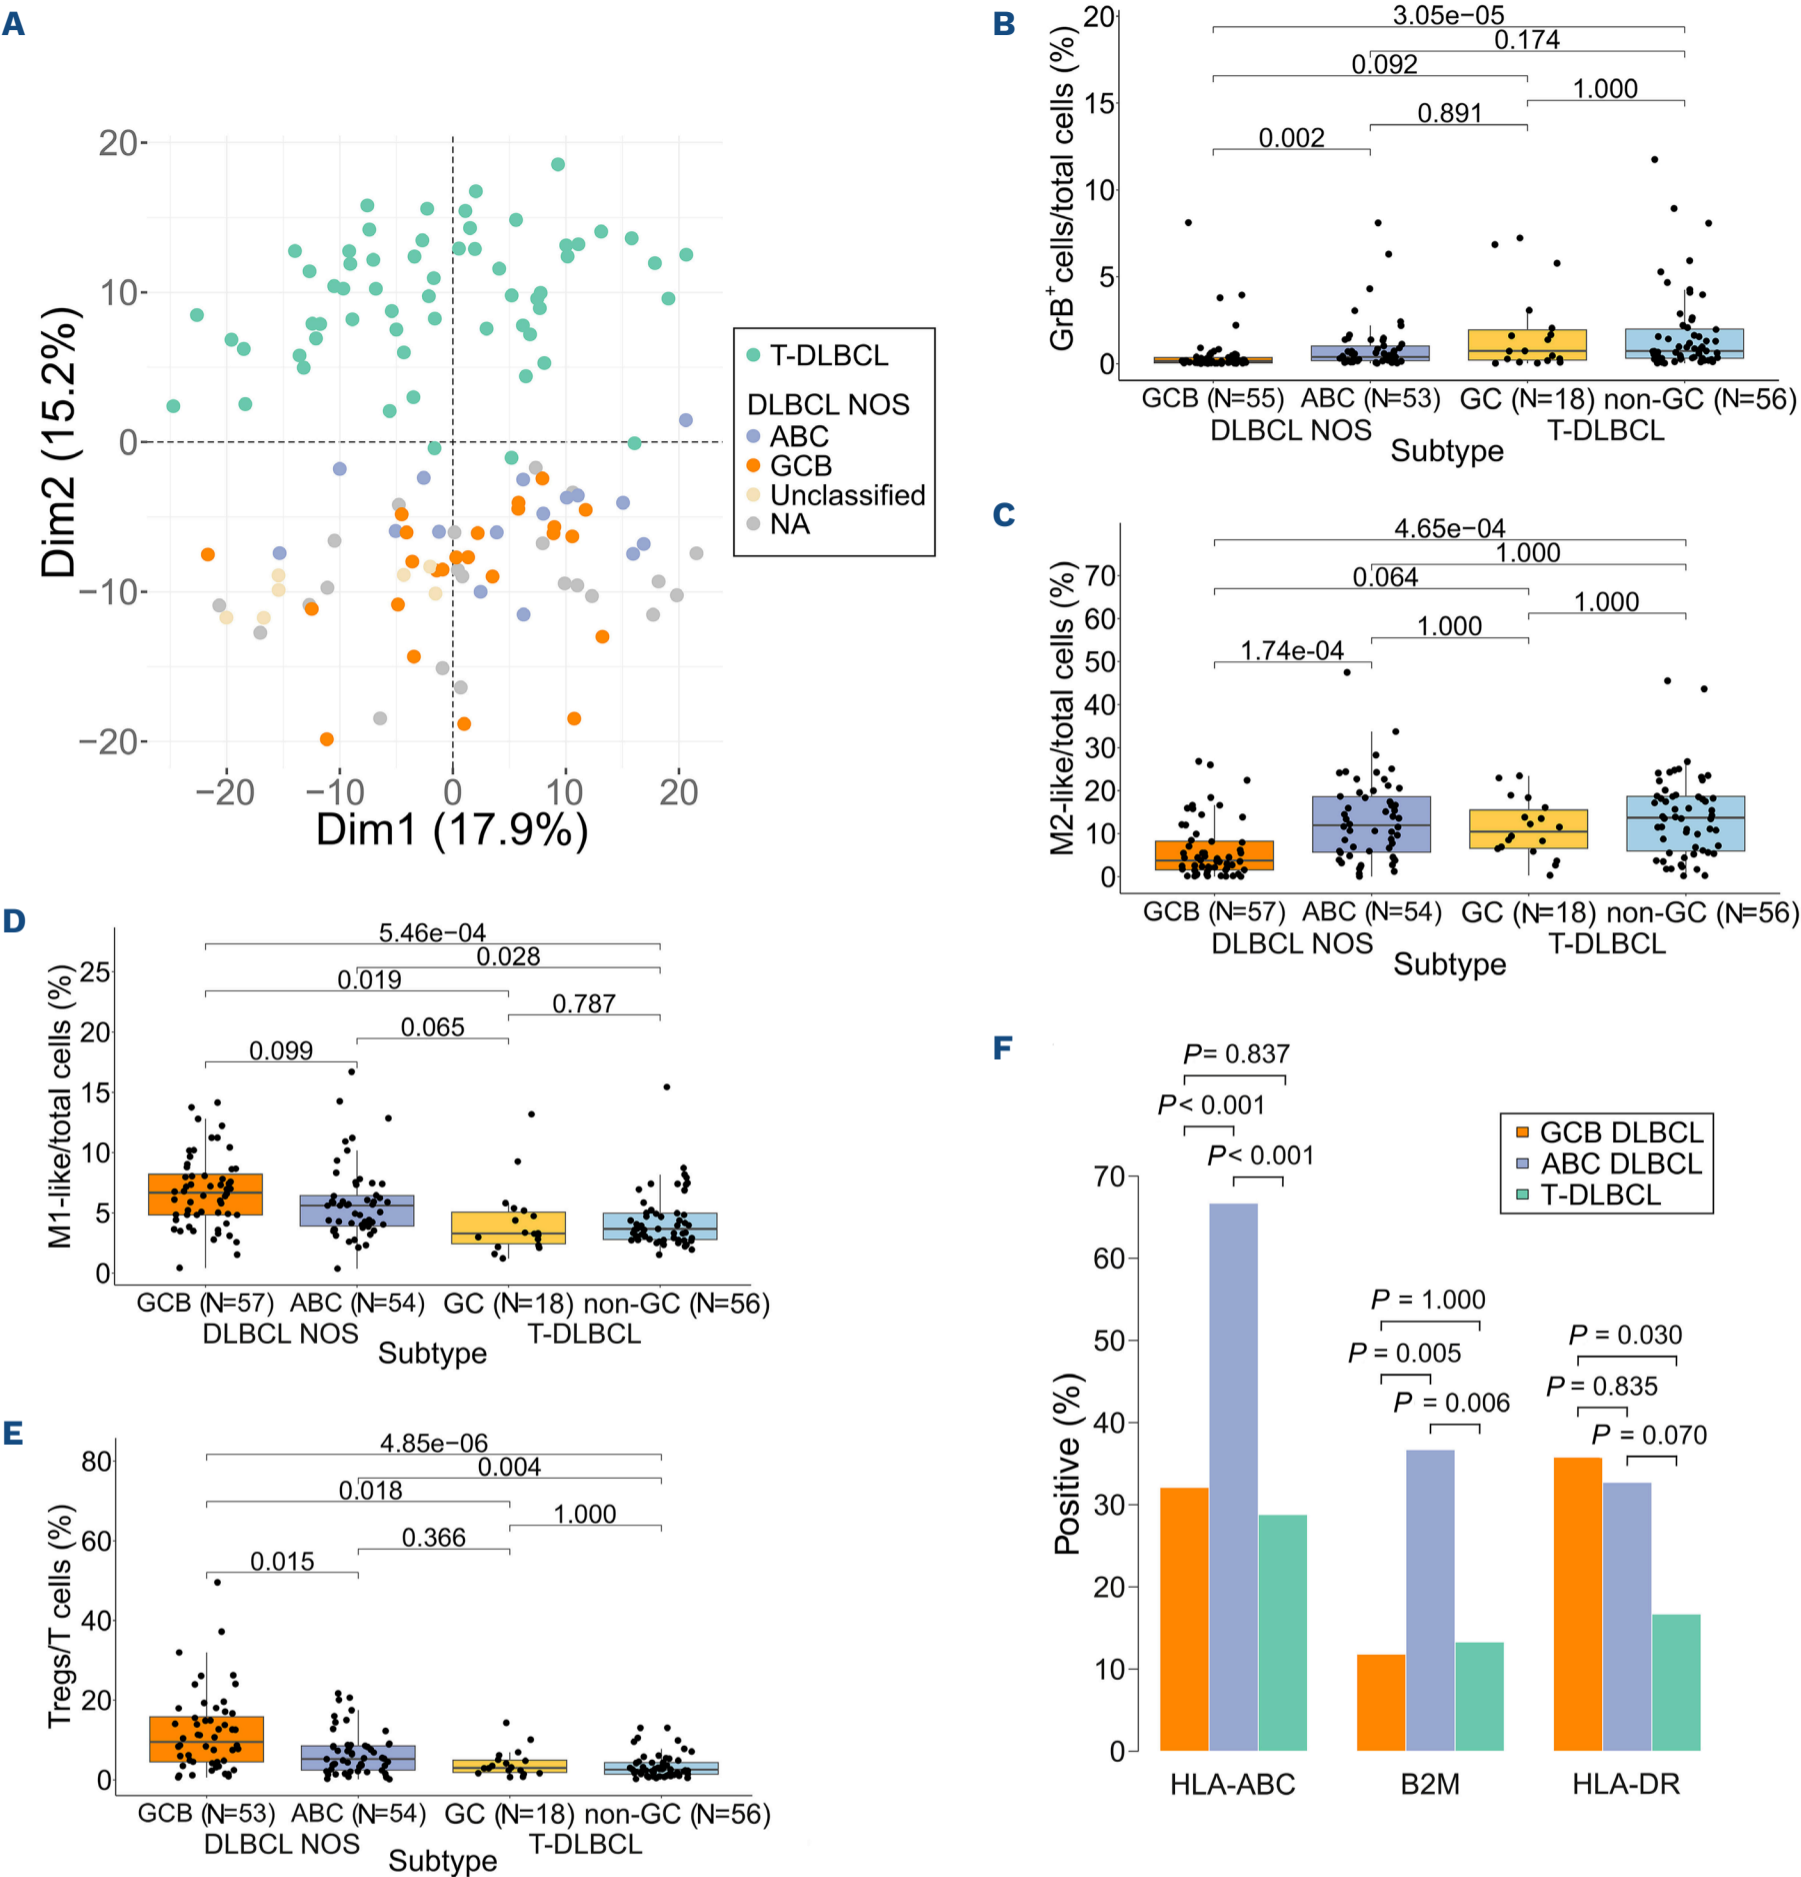 A
20
10
0
−10
−20
−20 −10 0 10 20
Dim2 (15.2%)
Dim1 (17.9%)
T-DLBCL
DLBCL NOS
ABC
GCB
Unclassified
NA
B
GrB+ cells/total cells (%)
20
15
10
5
0
3.05e−05
0.174
0.092
1.000
0.891
0.002
GCB (N=55) ABC (N=53) GC (N=18) non-GC (N=56)
DLBCL NOS T-DLBCL
Subtype
C
M2-like/total cells (%)
70
60
50
40
30
20
10
0
4.65e−04
1.000
0.064
1.000
1.000
1.74e-04
GCB (N=57) ABC (N=54) GC (N=18) non-GC (N=56)
DLBCL NOS T-DLBCL
Subtype
D
M1-like/total cells (%)
25
20
15
10
5
0
5.46e−04
0.028
0.019
0.787
0.065
0.099
GCB (N=57) ABC (N=54) GC (N=18) non-GC (N=56)
DLBCL NOS T-DLBCL
Subtype
E
Tregs/T cells (%)
80
60
40
20
0
4.85e−06
0.004
0.018
1.000
0.366
0.015
GCB (N=53) ABC (N=54) GC (N=18) non-GC (N=56)
DLBCL NOS T-DLBCL
Subtype
F
Positive (%)
70
60
50
40
30
20
10
0
P= 0.837
P< 0.001
P< 0.001
P = 1.000
P = 0.005
P = 0.006
P = 0.030
P = 0.835
P = 0.070
GCB DLBCL
ABC DLBCL
T-DLBCL
HLA-ABC B2M HLA-DR